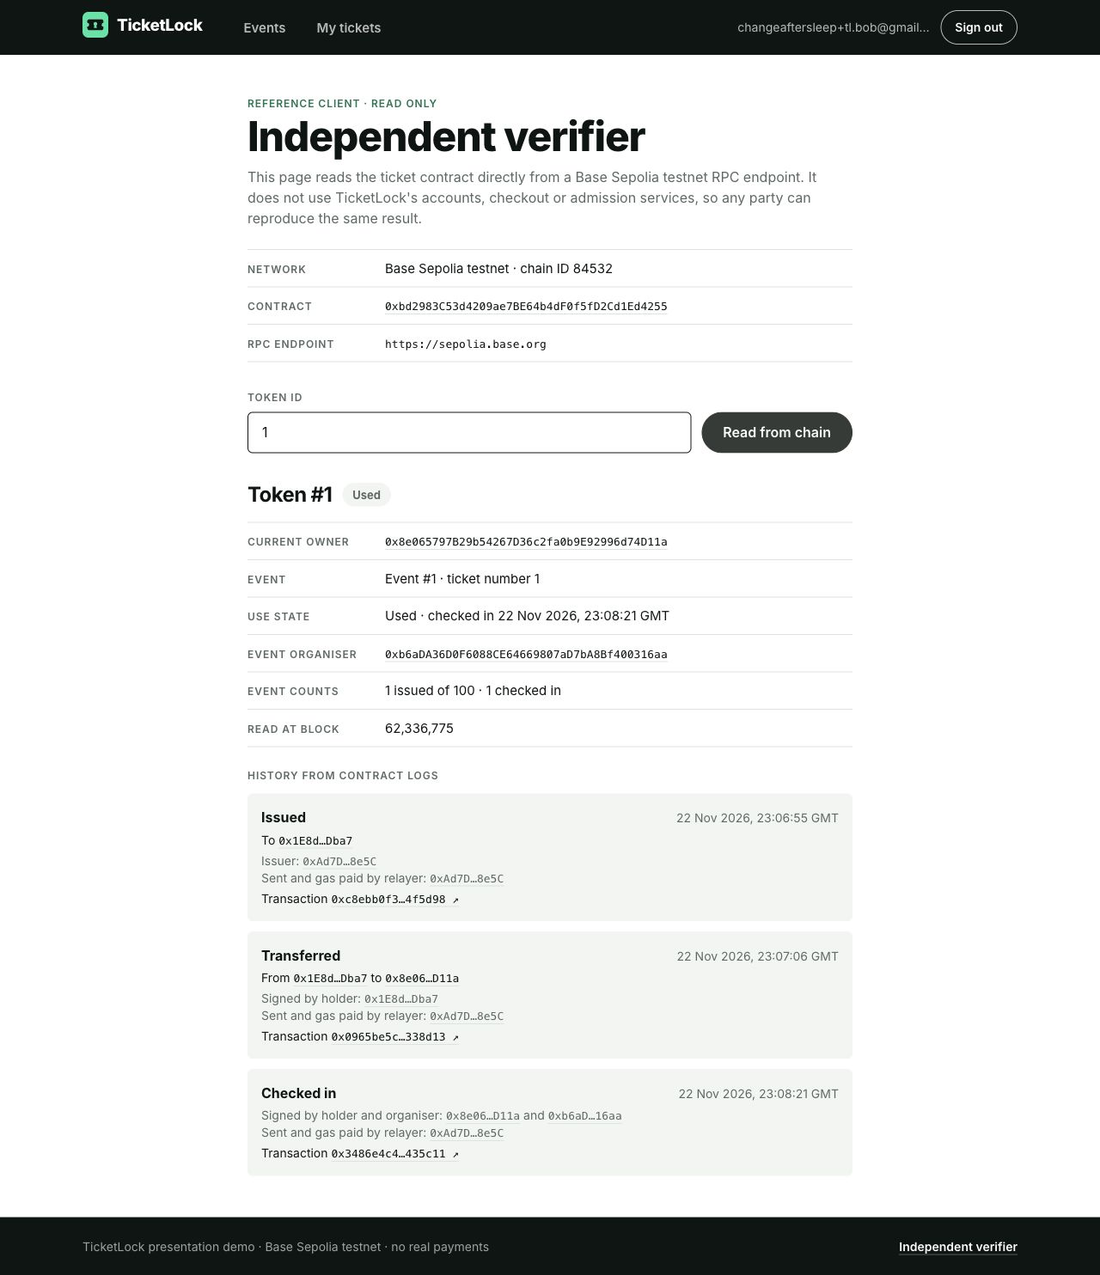 TicketLock
Events
My tickets
changeaftersleep+tl.bob@gmail...
Sign out
REFERENCE CLIENT · READ ONLY
Independent verifier
This page reads the ticket contract directly from a Base Sepolia testnet RPC endpoint. It
does not use TicketLock's accounts, checkout or admission services, so any party can
reproduce the same result.
NETWORK Base Sepolia testnet · chain ID 84532
CONTRACT 0xbd2983C53d4209ae7BE64b4dF0f5fD2Cd1Ed4255
RPC ENDPOINT https://sepolia.base.org
TOKEN ID
1
Read from chain
Token #1 Used
CURRENT OWNER 0x8e065797B29b54267D36c2fa0b9E92996d74D11a
EVENT Event #1 · ticket number 1
USE STATE Used · checked in 22 Nov 2026, 23:08:21 GMT
EVENT ORGANISER 0xb6aDA36D0F6088CE64669807aD7bA8Bf400316aa
EVENT COUNTS 1 issued of 100 · 1 checked in
READ AT BLOCK 62,336,775
HISTORY FROM CONTRACT LOGS
Issued 22 Nov 2026, 23:06:55 GMT
To 0x1E8d…Dba7
Issuer: 0xAd7D…8e5C
Sent and gas paid by relayer: 0xAd7D…8e5C
Transaction 0xc8ebb0f3…4f5d98 ↗
Transferred 22 Nov 2026, 23:07:06 GMT
From 0x1E8d…Dba7 to 0x8e06…D11a
Signed by holder: 0x1E8d…Dba7
Sent and gas paid by relayer: 0xAd7D…8e5C
Transaction 0x0965be5c…338d13 ↗
Checked in 22 Nov 2026, 23:08:21 GMT
Signed by holder and organiser: 0x8e06…D11a and 0xb6aD…16aa
Sent and gas paid by relayer: 0xAd7D…8e5C
Transaction 0x3486e4c4…435c11 ↗
TicketLock presentation demo · Base Sepolia testnet · no real payments
Independent verifier